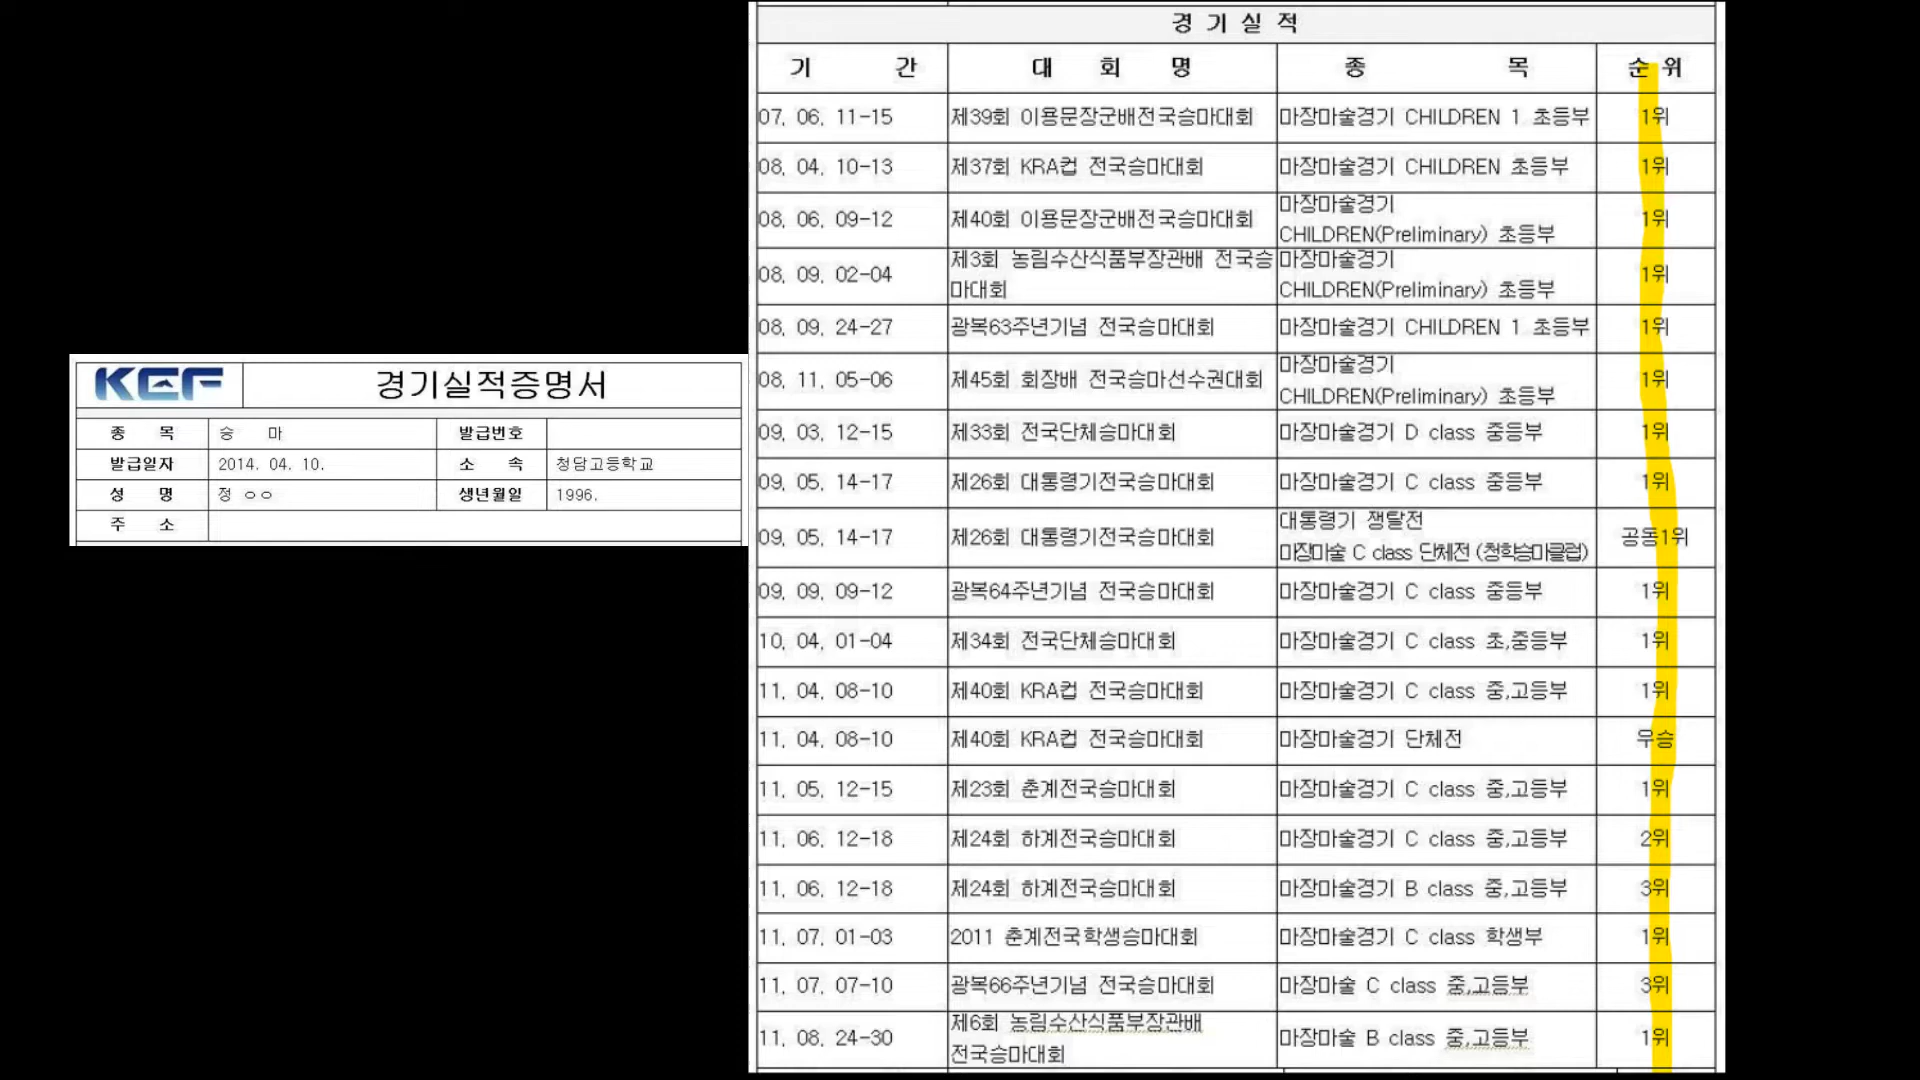 KEF 경기실적증명서
종 목 승 마 발급번호
발급일자 2014. 04. 10. 소 속 청담고등학교
성 명 정 ㅇㅇ 생년월일 1996.
주 소
경 기 실 적
기 간 대 회 명 종 목 순 위
07. 06. 11-15 제39회 이용문장군배전국승마대회 마장마술경기 CHILDREN 1 초등부 1위
08. 04. 10-13 제37회 KRA컵 전국승마대회 마장마술경기 CHILDREN 초등부 1위
08. 06. 09-12 제40회 이용문장군배전국승마대회 마장마술경기
CHILDREN(Preliminary) 초등부 1위
08. 09. 02-04 제3회 농림수산식품부장관배 전국승
마대회 마장마술경기
CHILDREN(Preliminary) 초등부 1위
08. 09. 24-27 광복63주년기념 전국승마대회 마장마술경기 CHILDREN 1 초등부 1위
08. 11. 05-06 제45회 회장배 전국승마선수권대회 마장마술경기
CHILDREN(Preliminary) 초등부 1위
09. 03. 12-15 제33회 전국단체승마대회 마장마술경기 D class 중등부 1위
09. 05. 14-17 제26회 대통령기전국승마대회 마장마술경기 C class 중등부 1위
09. 05. 14-17 제26회 대통령기전국승마대회 대통령기 쟁탈전
마장마술 C class 단체전 (청학승마클럽) 공동1위
09. 09. 09-12 광복64주년기념 전국승마대회 마장마술경기 C class 중등부 1위
10. 04. 01-04 제34회 전국단체승마대회 마장마술경기 C class 초,중등부 1위
11. 04. 08-10 제40회 KRA컵 전국승마대회 마장마술경기 C class 중,고등부 1위
11. 04. 08-10 제40회 KRA컵 전국승마대회 마장마술경기 단체전 우승
11. 05. 12-15 제23회 춘계전국승마대회 마장마술경기 C class 중,고등부 1위
11. 06. 12-18 제24회 하계전국승마대회 마장마술경기 C class 중,고등부 2위
11. 06. 12-18 제24회 하계전국승마대회 마장마술경기 B class 중,고등부 3위
11. 07. 01-03 2011 춘계전국학생승마대회 마장마술경기 C class 학생부 1위
11. 07. 07-10 광복66주년기념 전국승마대회 마장마술 C class 중,고등부 3위
11. 08. 24-30 제6회 농림수산식품부장관배
전국승마대회 마장마술 B class 중,고등부 1위